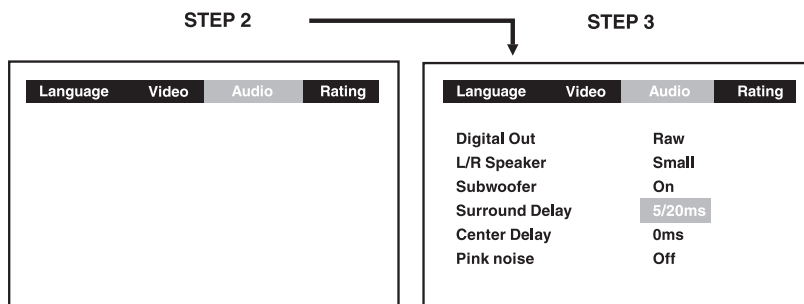 STEP 2
STEP 3
Language Video Audio Rating
Language Video Audio Rating
Digital Out Raw
L/R Speaker Small
Subwoofer On
Surround Delay 5/20ms
Center Delay 0ms
Pink noise Off